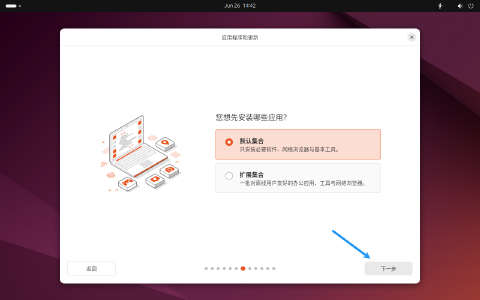 Jun 26 14:42
应用程序和更新
您想先安装哪些应用?
默认集合
只安装必要软件、网络浏览器与基本工具。
扩展集合
一批对离线用户友好的办公应用、工具与网络浏览器。
返回
下一步